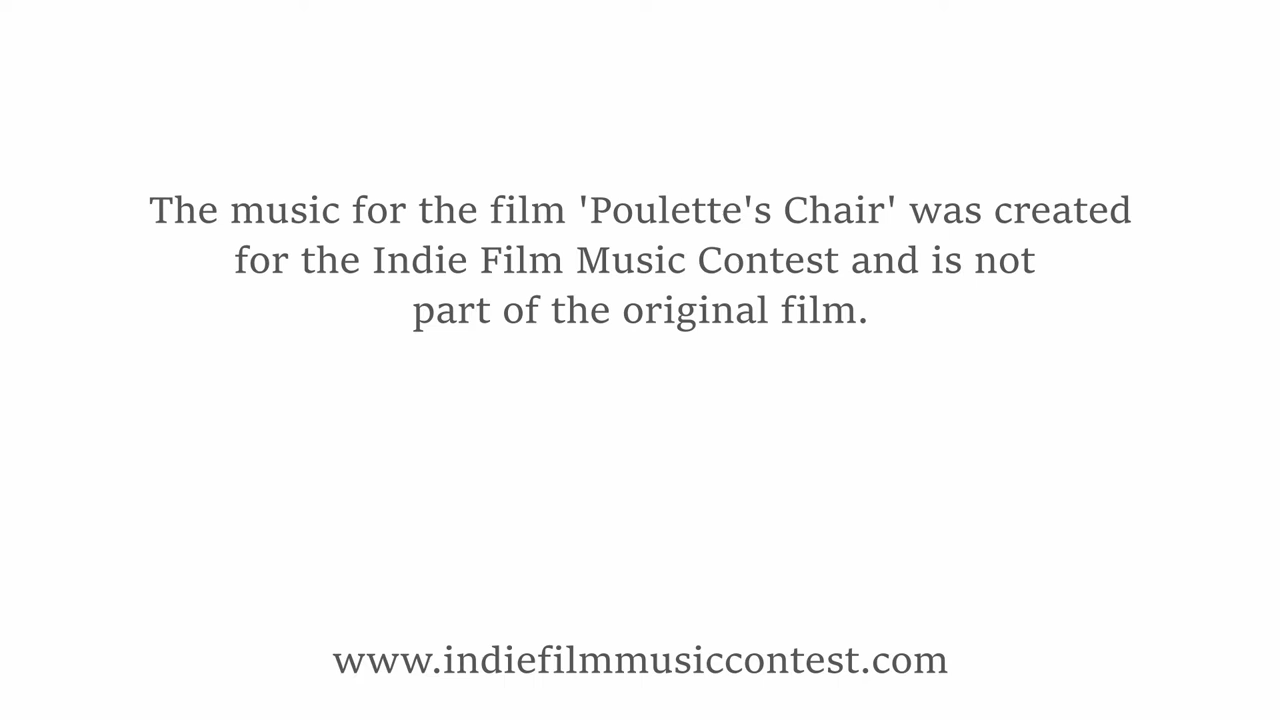 The music for the film 'Poulette's Chair' was created
for the Indie Film Music Contest and is not
part of the original film.
www.indiefilmmusiccontest.com